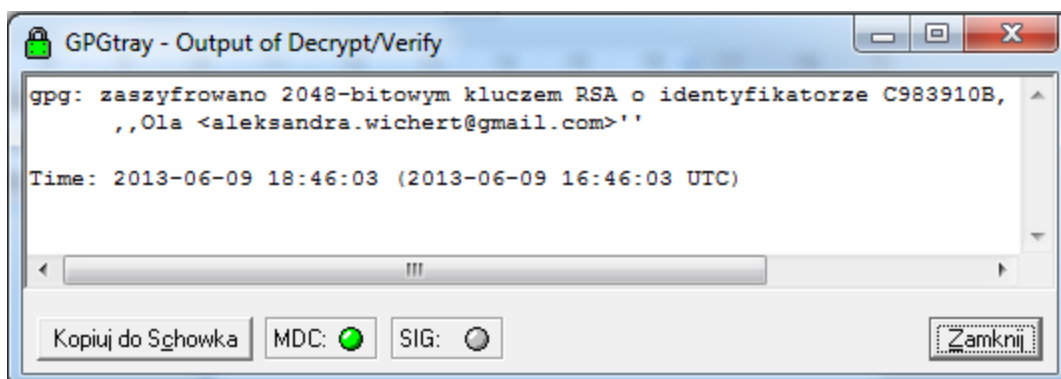 GPGtray - Output of Decrypt/Verify
gpg: zaszyfrowano 2048-bitowym kluczem RSA o identyfikatorze C983910B,
,,Ola <aleksandra.wichert@gmail.com>''
Time: 2013-06-09 18:46:03 (2013-06-09 16:46:03 UTC)
Kopiuj do Schowka MDC: SIG: Zamknij